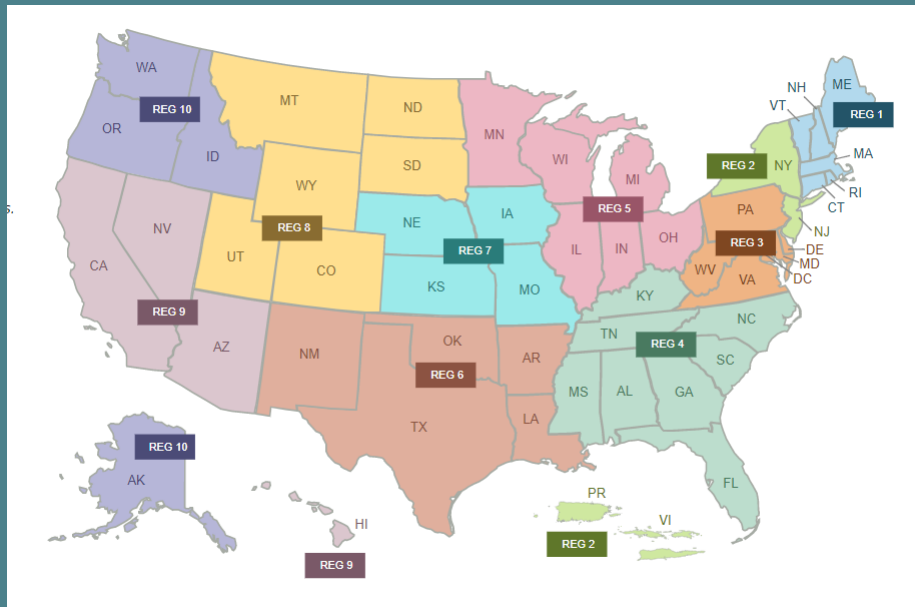 WA
MT
ND
MN
ME
NH
VT
REG 10
REG 1
OR
ID
SD
WI
MI
REG 2
NY
MA
RI
CT
WY
NV
NE
IA
REG 5
PA
NJ
REG 8
REG 7
REG 3
DE
MD
DC
s.
CA
UT
CO
KS
MO
IL
IN
OH
WV
VA
KY
REG 9
AZ
NM
OK
REG 6
AR
TN
REG 4
NC
SC
TX
LA
MS
AL
GA
FL
REG 10
AK
HI
REG 9
PR
VI
REG 2